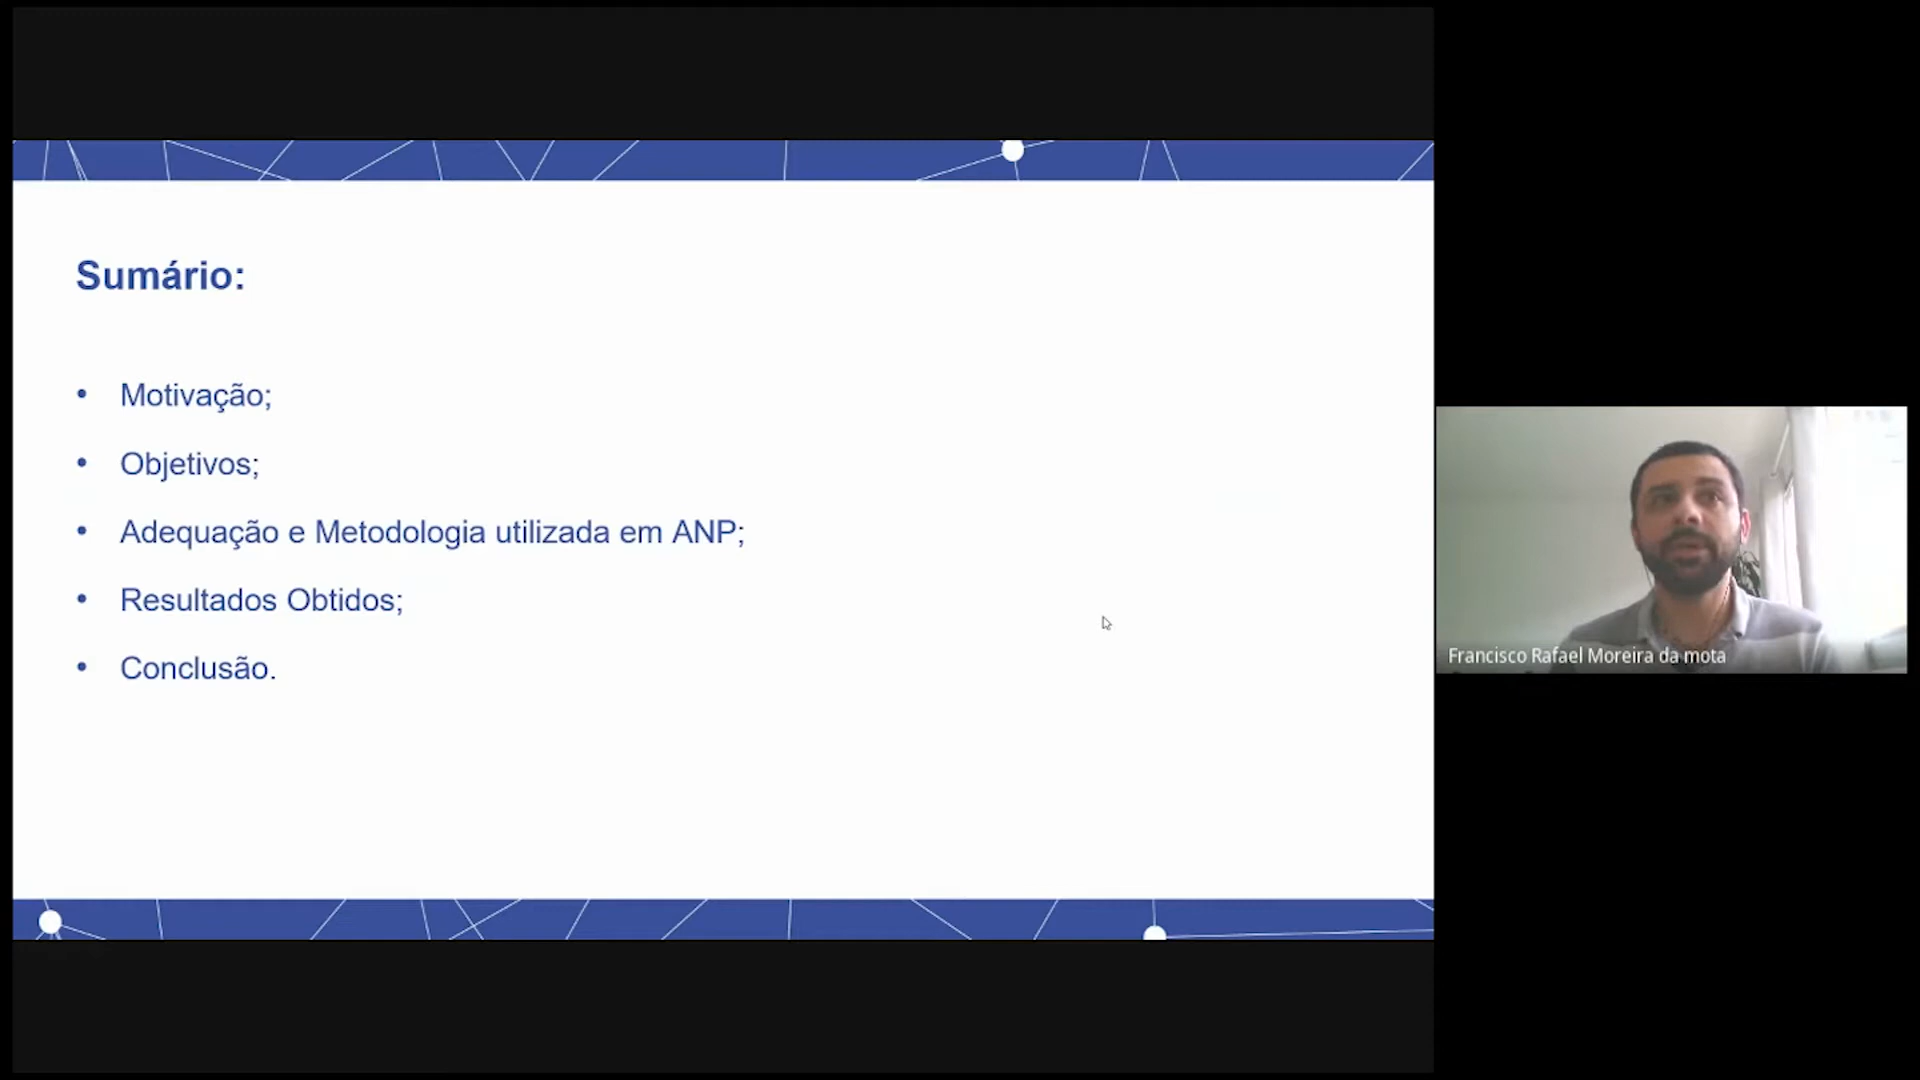 Sumário:
• Motivação;
• Objetivos;
• Adequação e Metodologia utilizada em ANP;
• Resultados Obtidos;
• Conclusão.
Francisco Rafael Moreira da mota